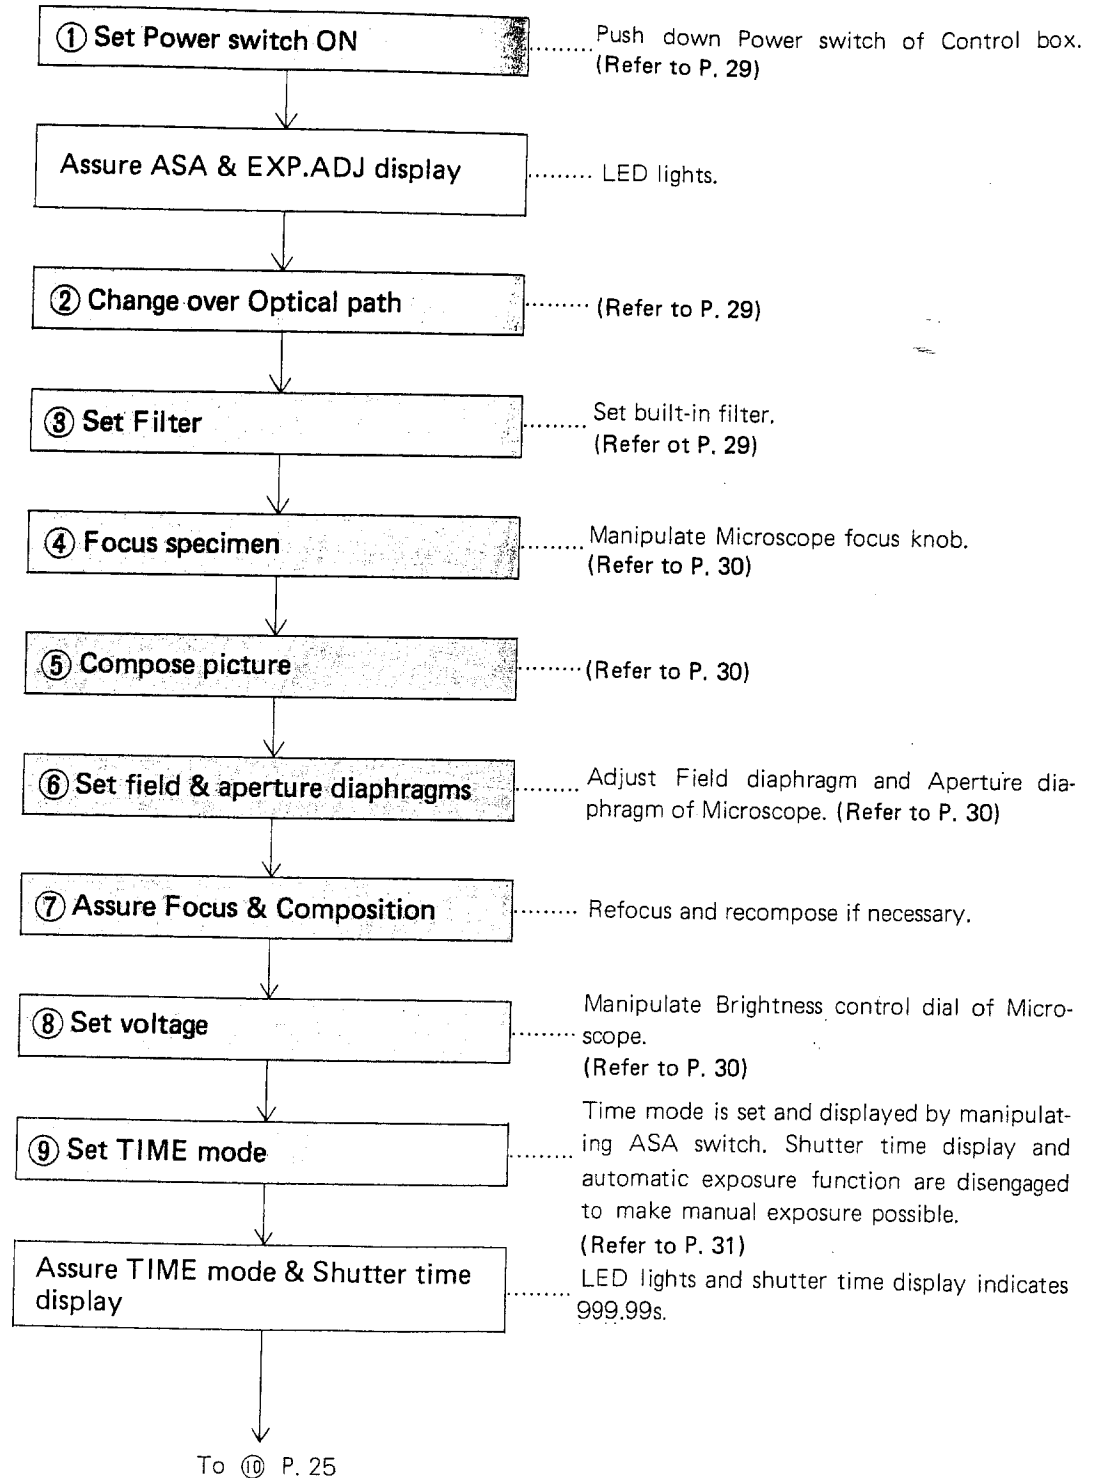 ① Set Power switch ON
......... Push down Power switch of Control box.
(Refer to P. 29)
Assure ASA & EXP.ADJ display
......... LED lights.
② Change over Optical path
......... (Refer to P. 29)
③ Set Filter
......... Set built-in filter.
(Refer ot P. 29)
④ Focus specimen
......... Manipulate Microscope focus knob.
(Refer to P. 30)
⑤ Compose picture
......... (Refer to P. 30)
⑥ Set field & aperture diaphragms
......... Adjust Field diaphragm and Aperture dia-
phragm of Microscope. (Refer to P. 30)
⑦ Assure Focus & Composition
......... Refocus and recompose if necessary.
⑧ Set voltage
Manipulate Brightness control dial of Micro-
......... scope.
(Refer to P. 30)
⑨ Set TIME mode
Time mode is set and displayed by manipulat-
......... ing ASA switch. Shutter time display and
automatic exposure function are disengaged
to make manual exposure possible.
(Refer to P. 31)
Assure TIME mode & Shutter time
display
......... LED lights and shutter time display indicates
999.99s.
To ⑩ P. 25